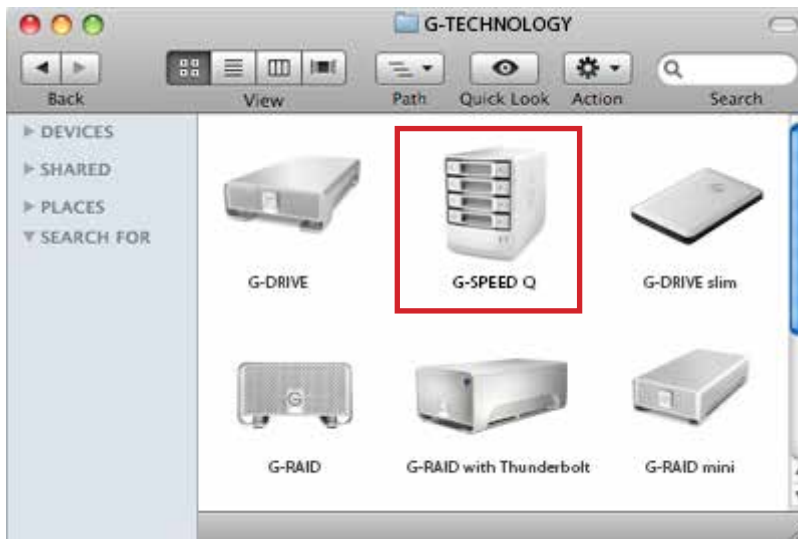 G-TECHNOLOGY
Back
View
Path
Quick Look
Action
Search
DEVICES
SHARED
PLACES
SEARCH FOR
G-DRIVE
G-SPEED Q
G-DRIVE slim
G-RAID
G-RAID with Thunderbolt
G-RAID mini